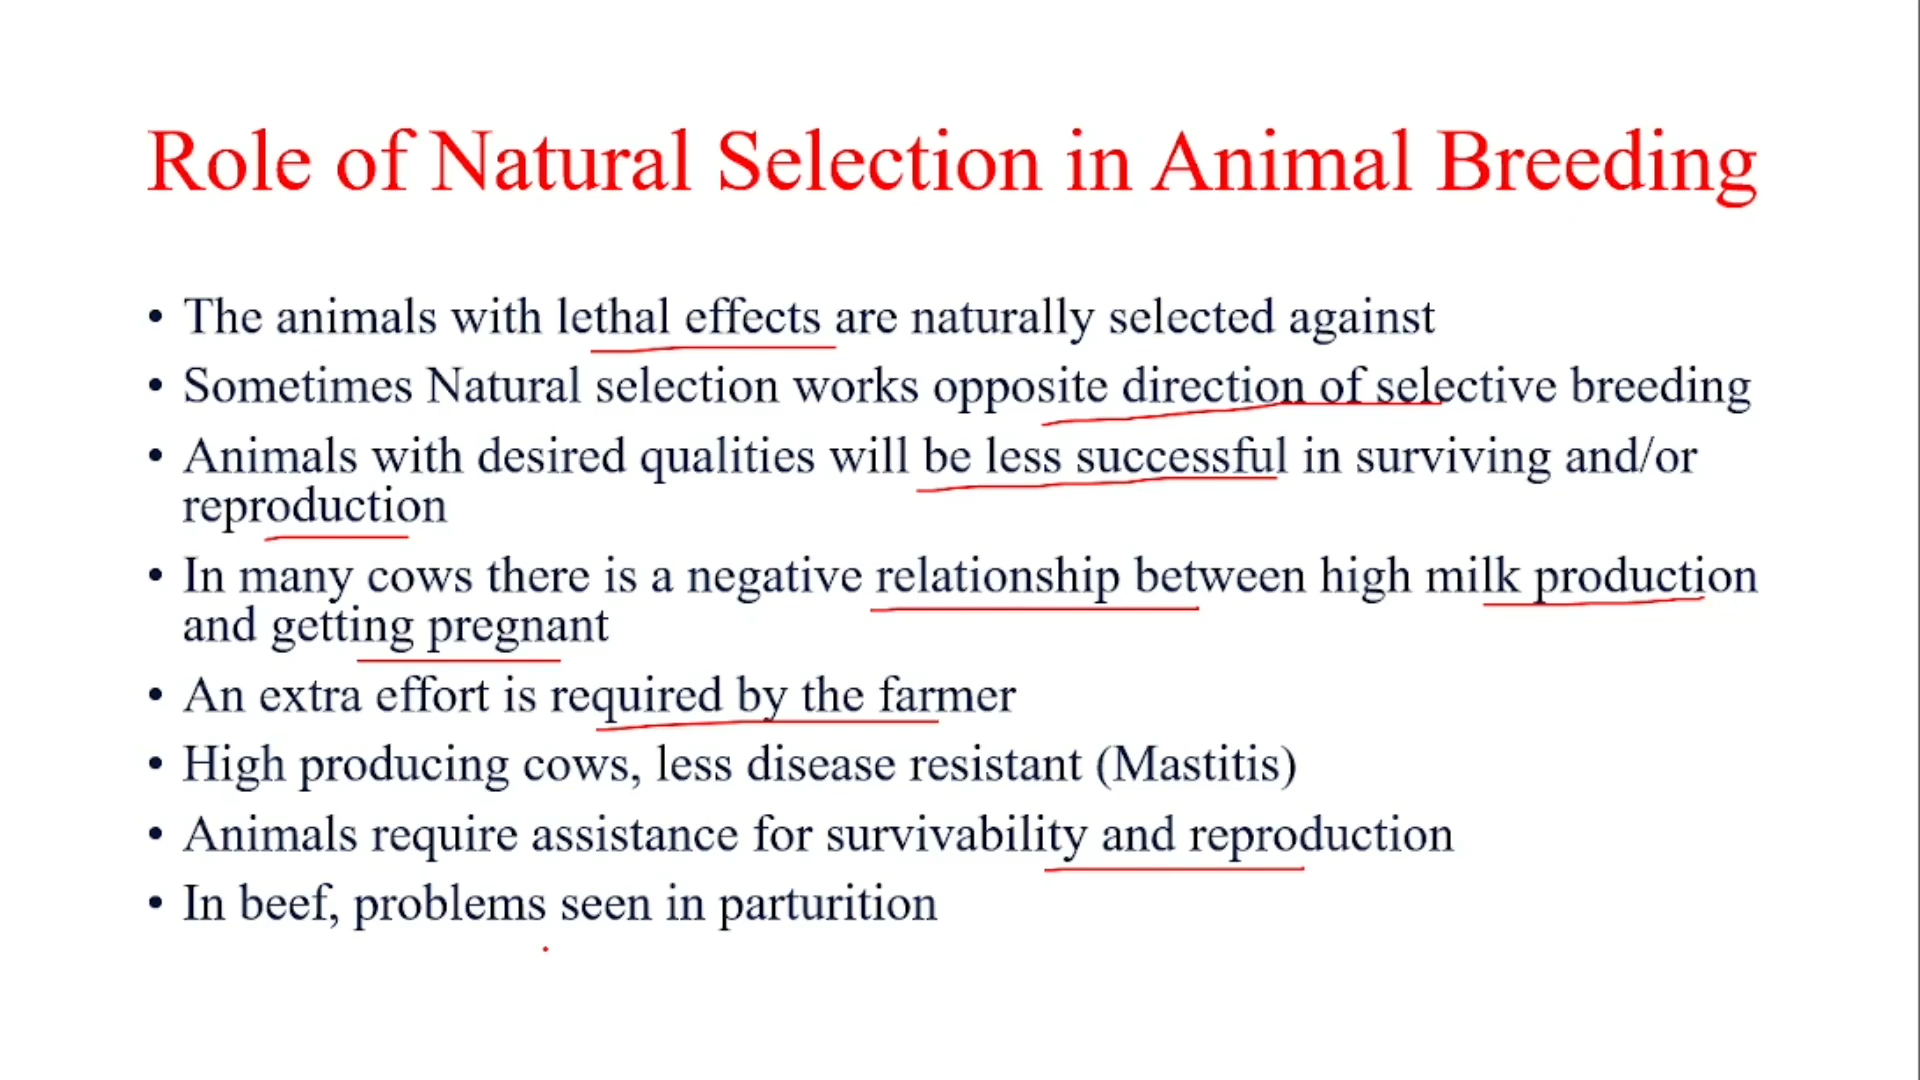 Role of Natural Selection in Animal Breeding
• The animals with lethal effects are naturally selected against
• Sometimes Natural selection works opposite direction of selective breeding
• Animals with desired qualities will be less successful in surviving and/or
reproduction
• In many cows there is a negative relationship between high milk production
and getting pregnant
• An extra effort is required by the farmer
• High producing cows, less disease resistant (Mastitis)
• Animals require assistance for survivability and reproduction
• In beef, problems seen in parturition